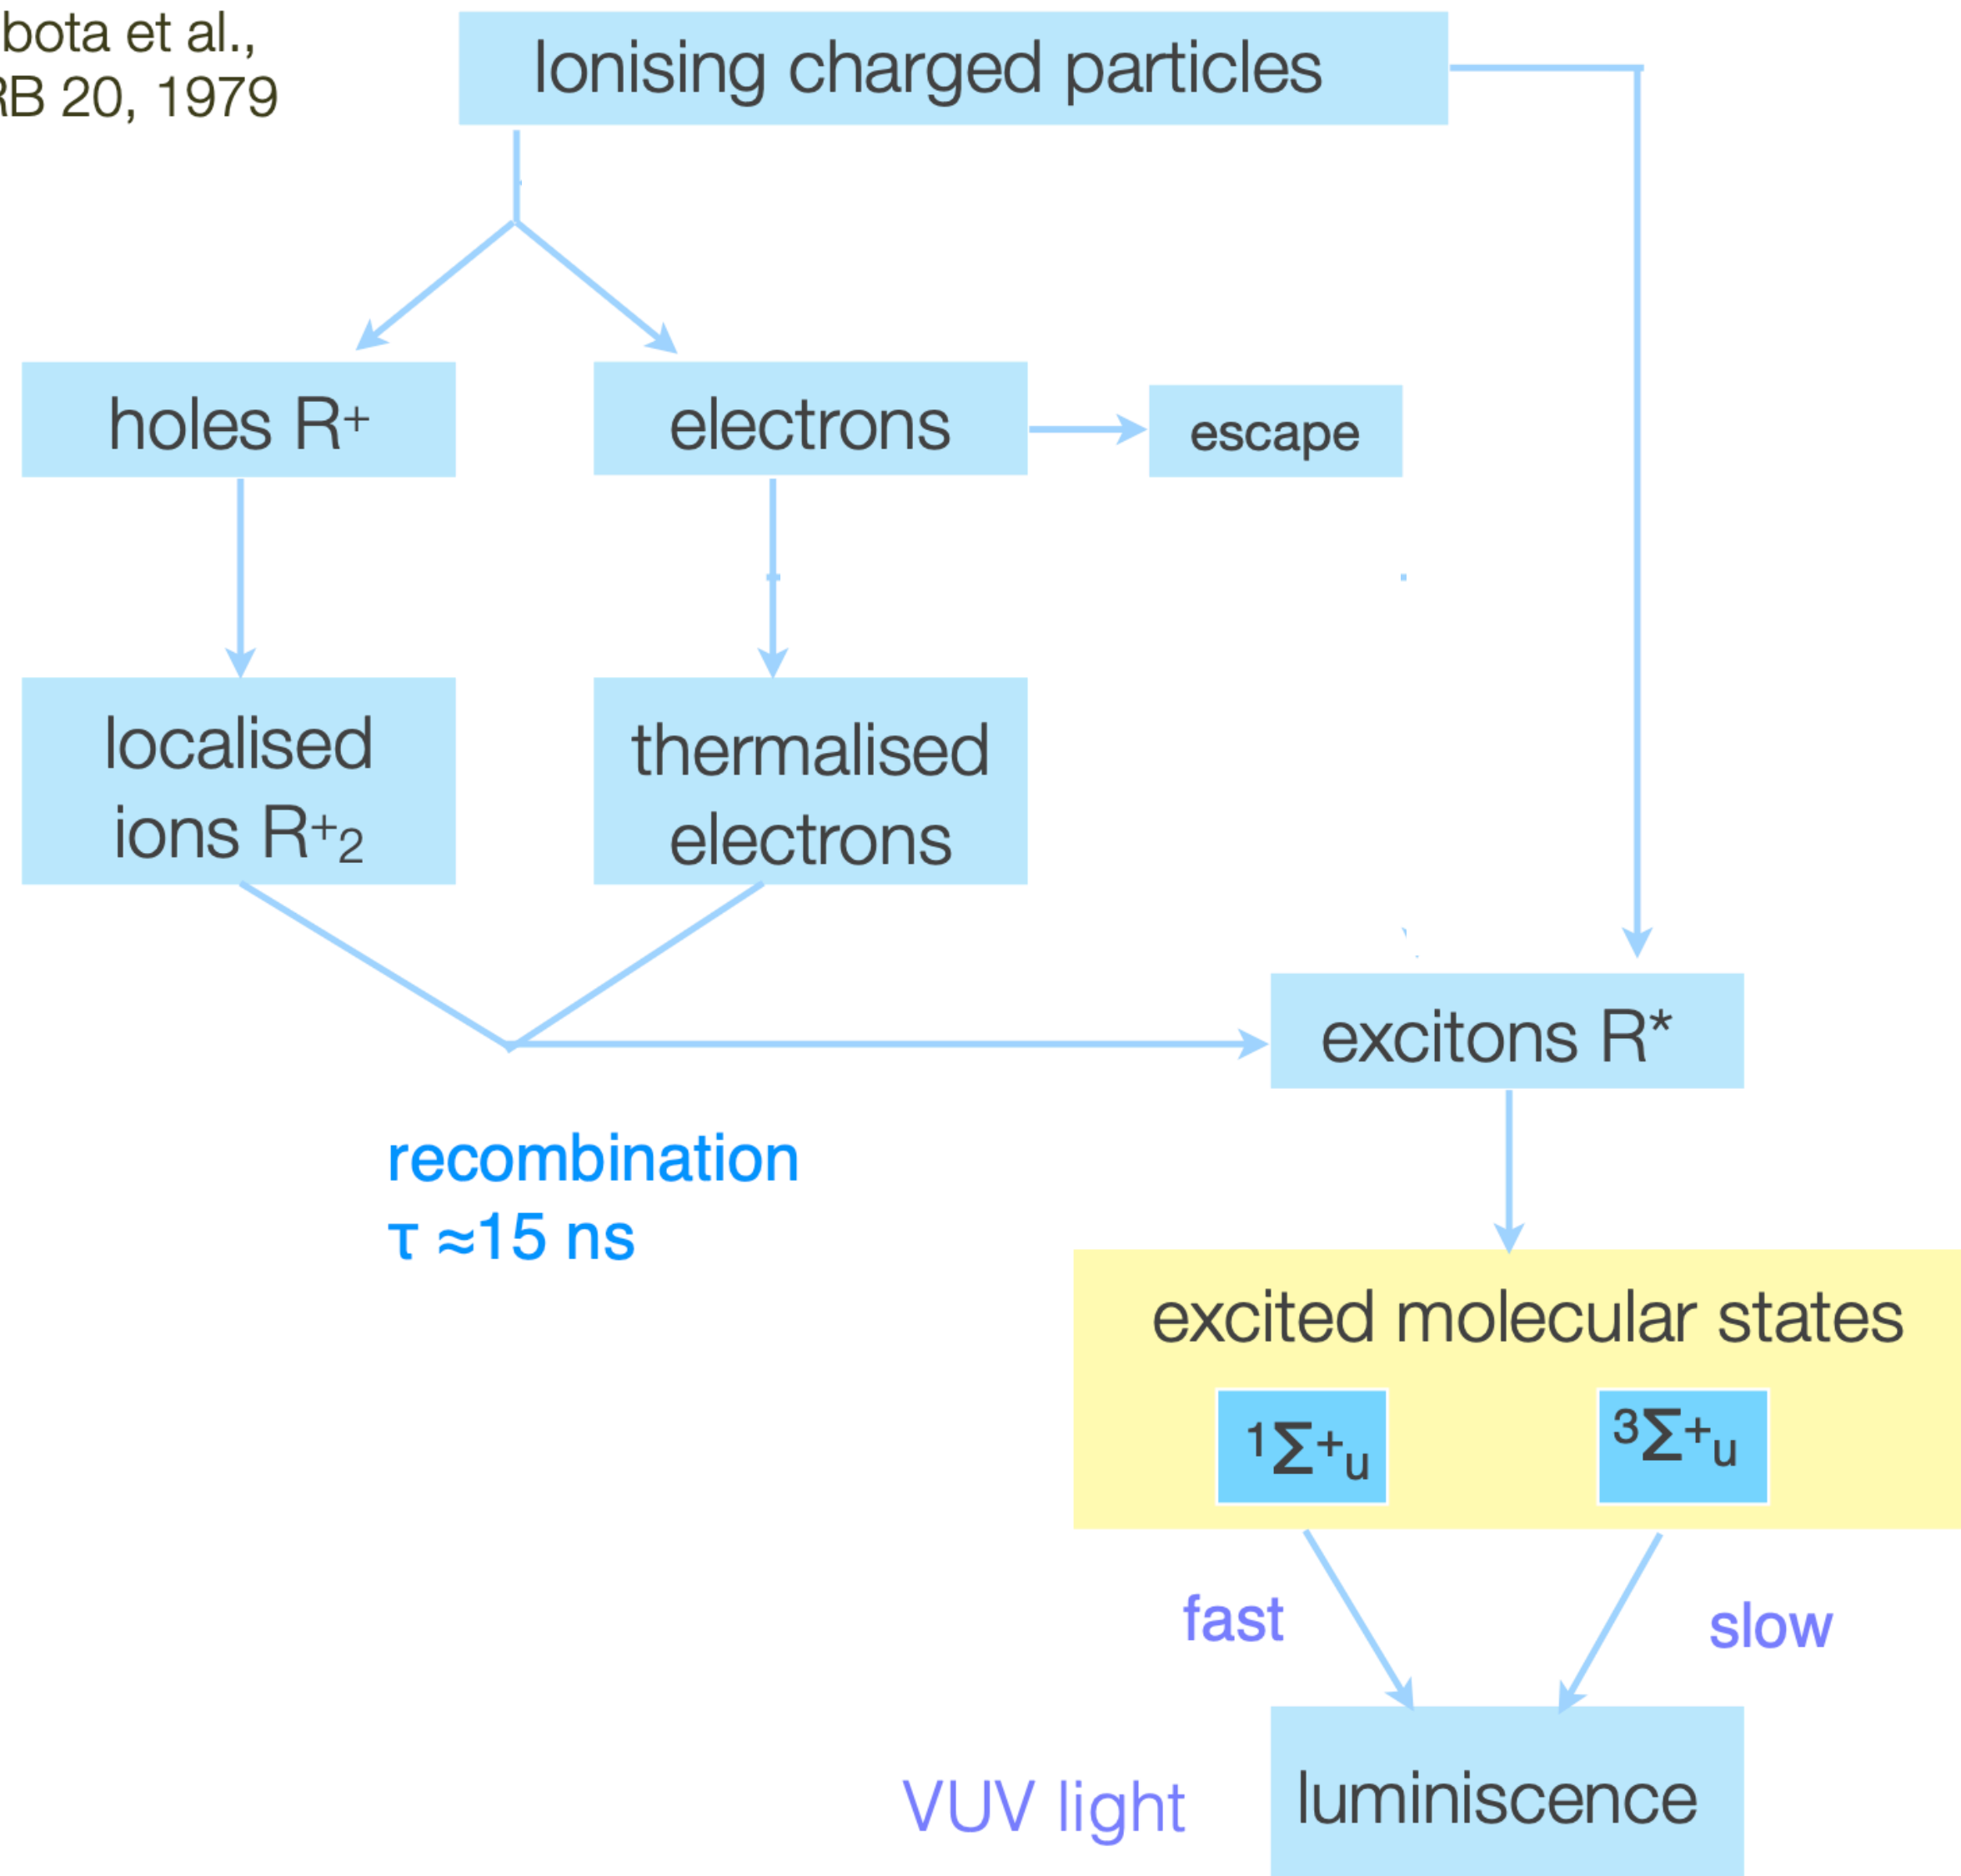 bota et al.,
RB 20, 1979
Ionising charged particles
holes R⁺
electrons
escape
localised
ions R⁺₂
thermalised
electrons
excitons R*
recombination
τ ≈15 ns
excited molecular states
¹Σ⁺ᵤ
³Σ⁺ᵤ
fast
slow
VUV light
luminiscence